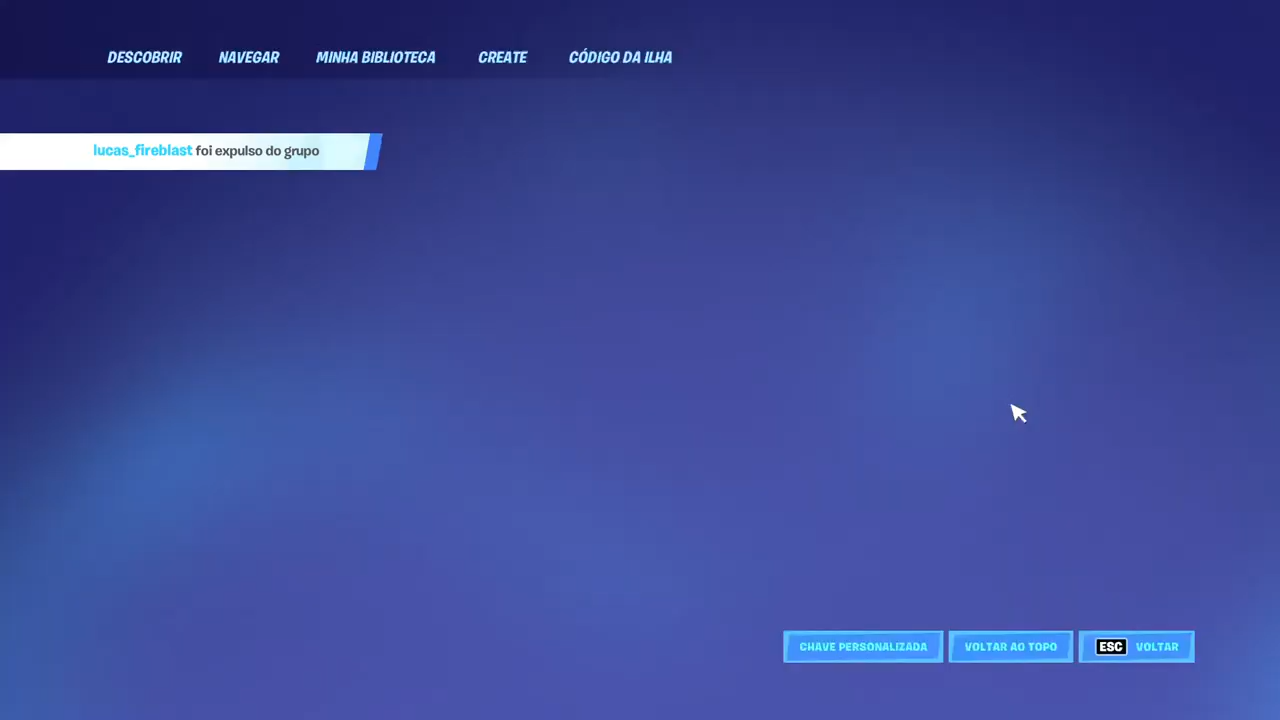 DESCOBRIR NAVEGAR MINHA BIBLIOTECA CREATE CÓDIGO DA ILHA
lucas_fireblast foi expulso do grupo
CHAVE PERSONALIZADA VOLTAR AO TOPO ESC VOLTAR